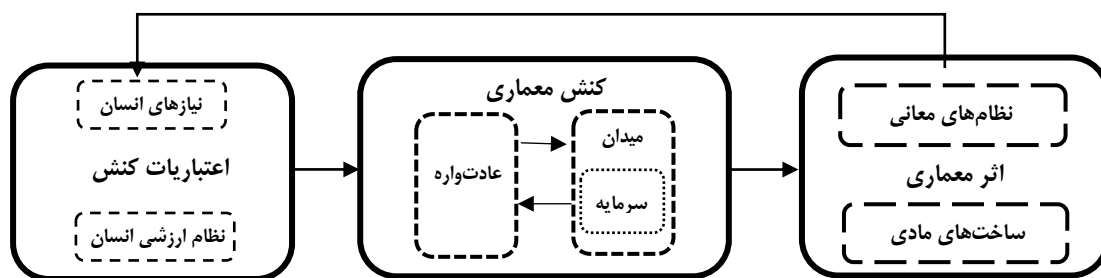 نیازهای انسان
اعتباریات کنش
نظام ارزشی انسان
کنش معماری
عادت‌واره
میدان
سرمایه
نظام‌های معانی
اثر معماری
ساخت‌های مادی